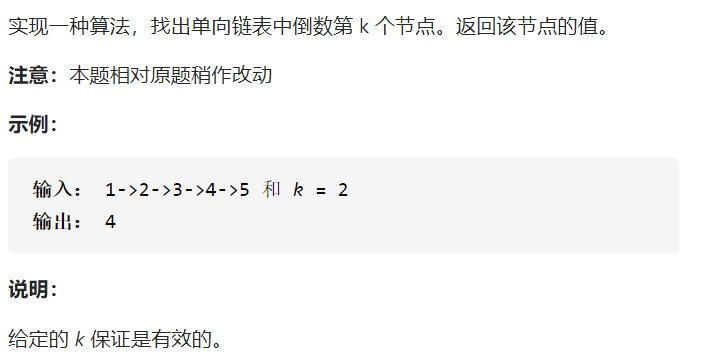 实现一种算法，找出单向链表中倒数第 k 个节点。返回该节点的值。
注意：本题相对原题稍作改动
示例：
输入： 1->2->3->4->5 和 k = 2
输出： 4
说明：
给定的 k 保证是有效的。